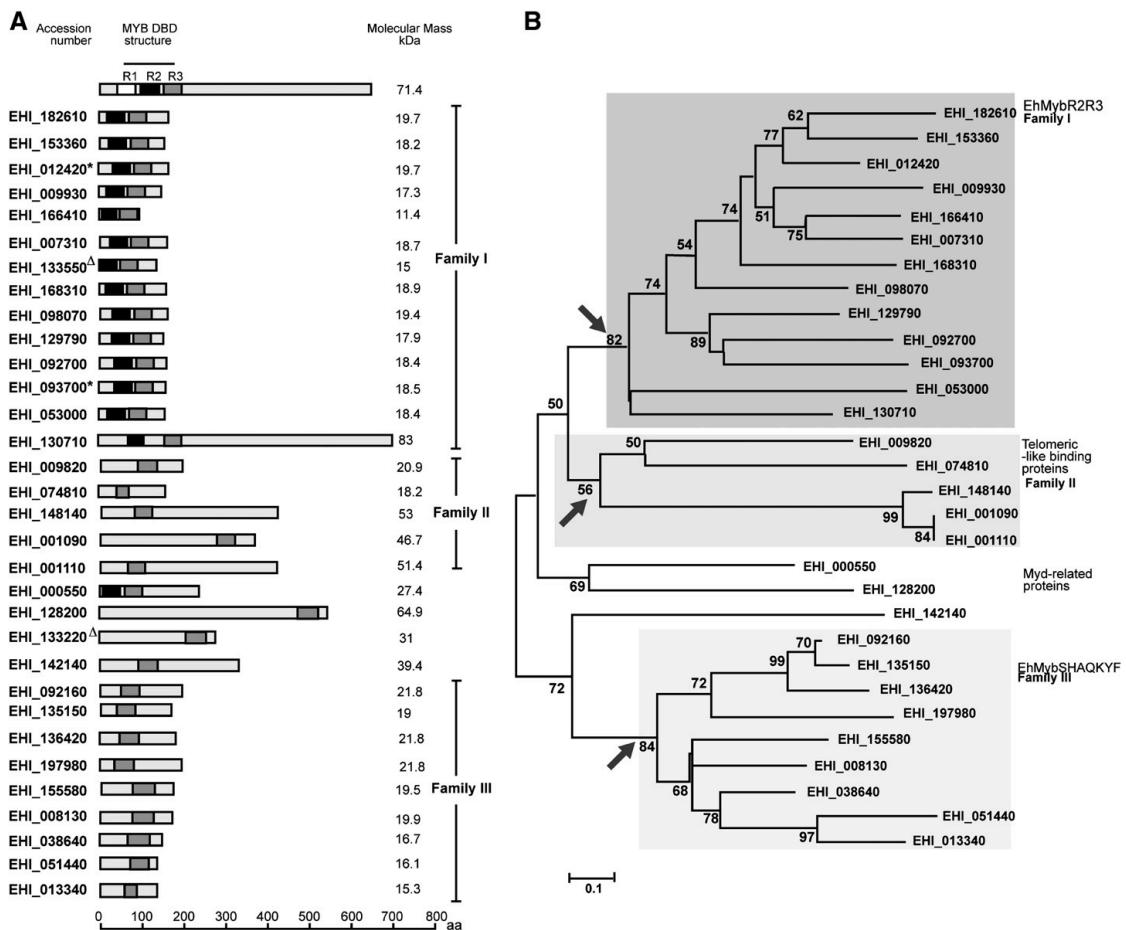 A
Accession
number
MYB DBD
structure
Molecular Mass
kDa
R1 R2 R3
71.4
EHI_182610 19.7
EHI_153360 18.2
EHI_012420* 19.7
EHI_009930 17.3
EHI_166410 11.4
EHI_007310 18.7
EHI_133550Δ 15
EHI_168310 18.9
EHI_098070 19.4
EHI_129790 17.9
EHI_092700 18.4
EHI_093700* 18.5
EHI_053000 18.4
EHI_130710 83
Family I
EHI_009820 20.9
EHI_074810 18.2
EHI_148140 53
EHI_001090 46.7
EHI_001110 51.4
Family II
EHI_000550 27.4
EHI_128200 64.9
EHI_133220Δ 31
EHI_142140 39.4
EHI_092160 21.8
EHI_135150 19
EHI_136420 21.8
EHI_197980 21.8
EHI_155580 19.5
EHI_008130 19.9
EHI_038640 16.7
EHI_051440 16.1
EHI_013340 15.3
Family III
0 100 200 300 400 500 600 700 800 aa
B
EhMybR2R3
Family I
62 EHI_182610
77 EHI_153360
EHI_012420
EHI_009930
74 51 EHI_166410
75 EHI_007310
54 EHI_168310
74 EHI_098070
EHI_129790
82 89 EHI_092700
EHI_093700
EHI_053000
50 EHI_130710
50 EHI_009820
EHI_074810
Telomeric
-like binding
proteins
Family II
56 EHI_148140
99 EHI_001090
84 EHI_001110
EHI_000550
69 EHI_128200
Myd-related
proteins
EHI_142140
72
70 EHI_092160
99 EHI_135150
72 EHI_136420
EHI_197980
EhMybSHAQKYF
Family III
84 EHI_155580
EHI_008130
68 EHI_038640
78 EHI_051440
97 EHI_013340
0.1